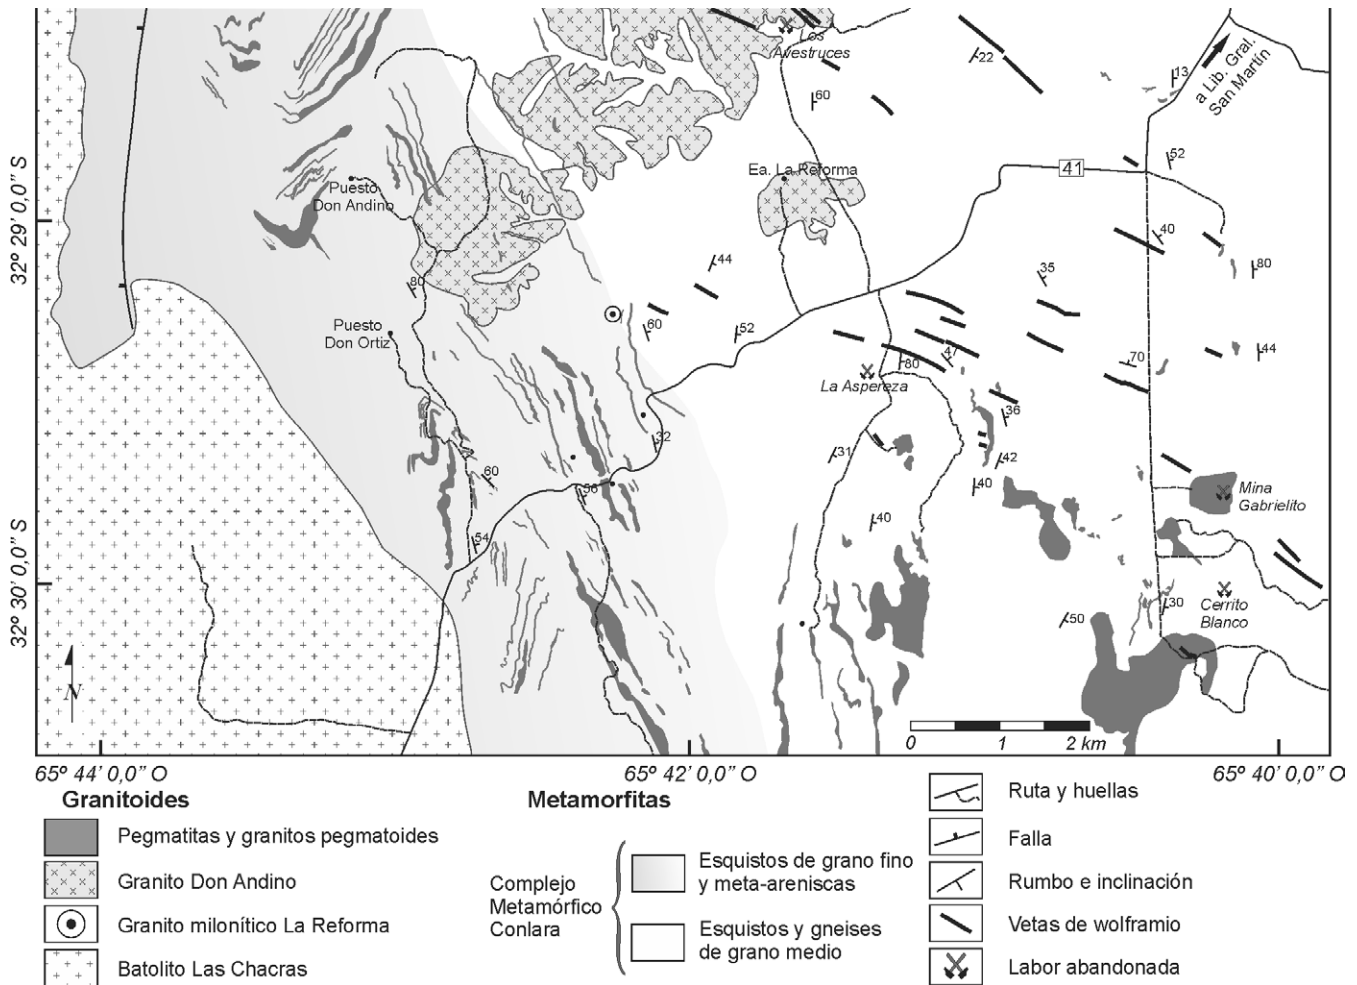 Los
Avestruces
22
13
a Lib. Gral.
San Martín
60
52
41
Ea. La Reforma
Puesto
Don Andino
32º 29' 0,0" S
40
44
80
35
80
Puesto
Don Ortiz
60
52
47
80
70
44
La Aspereza
36
32
31
42
60
40
56
Mina
Gabrielito
40
54
32º 30' 0,0" S
30
50
Cerrito
Blanco
N
0 1 2 km
65º 44' 0,0" O
65º 42' 0,0" O
65º 40' 0,0" O
Granitoides
Pegmatitas y granitos pegmatoides
Granito Don Andino
Granito milonítico La Reforma
Batolito Las Chacras
Metamorfitas
Complejo
Metamórfico
Conlara
Esquistos de grano fino
y meta-areniscas
Esquistos y gneises
de grano medio
Ruta y huellas
Falla
Rumbo e inclinación
Vetas de wolframio
Labor abandonada